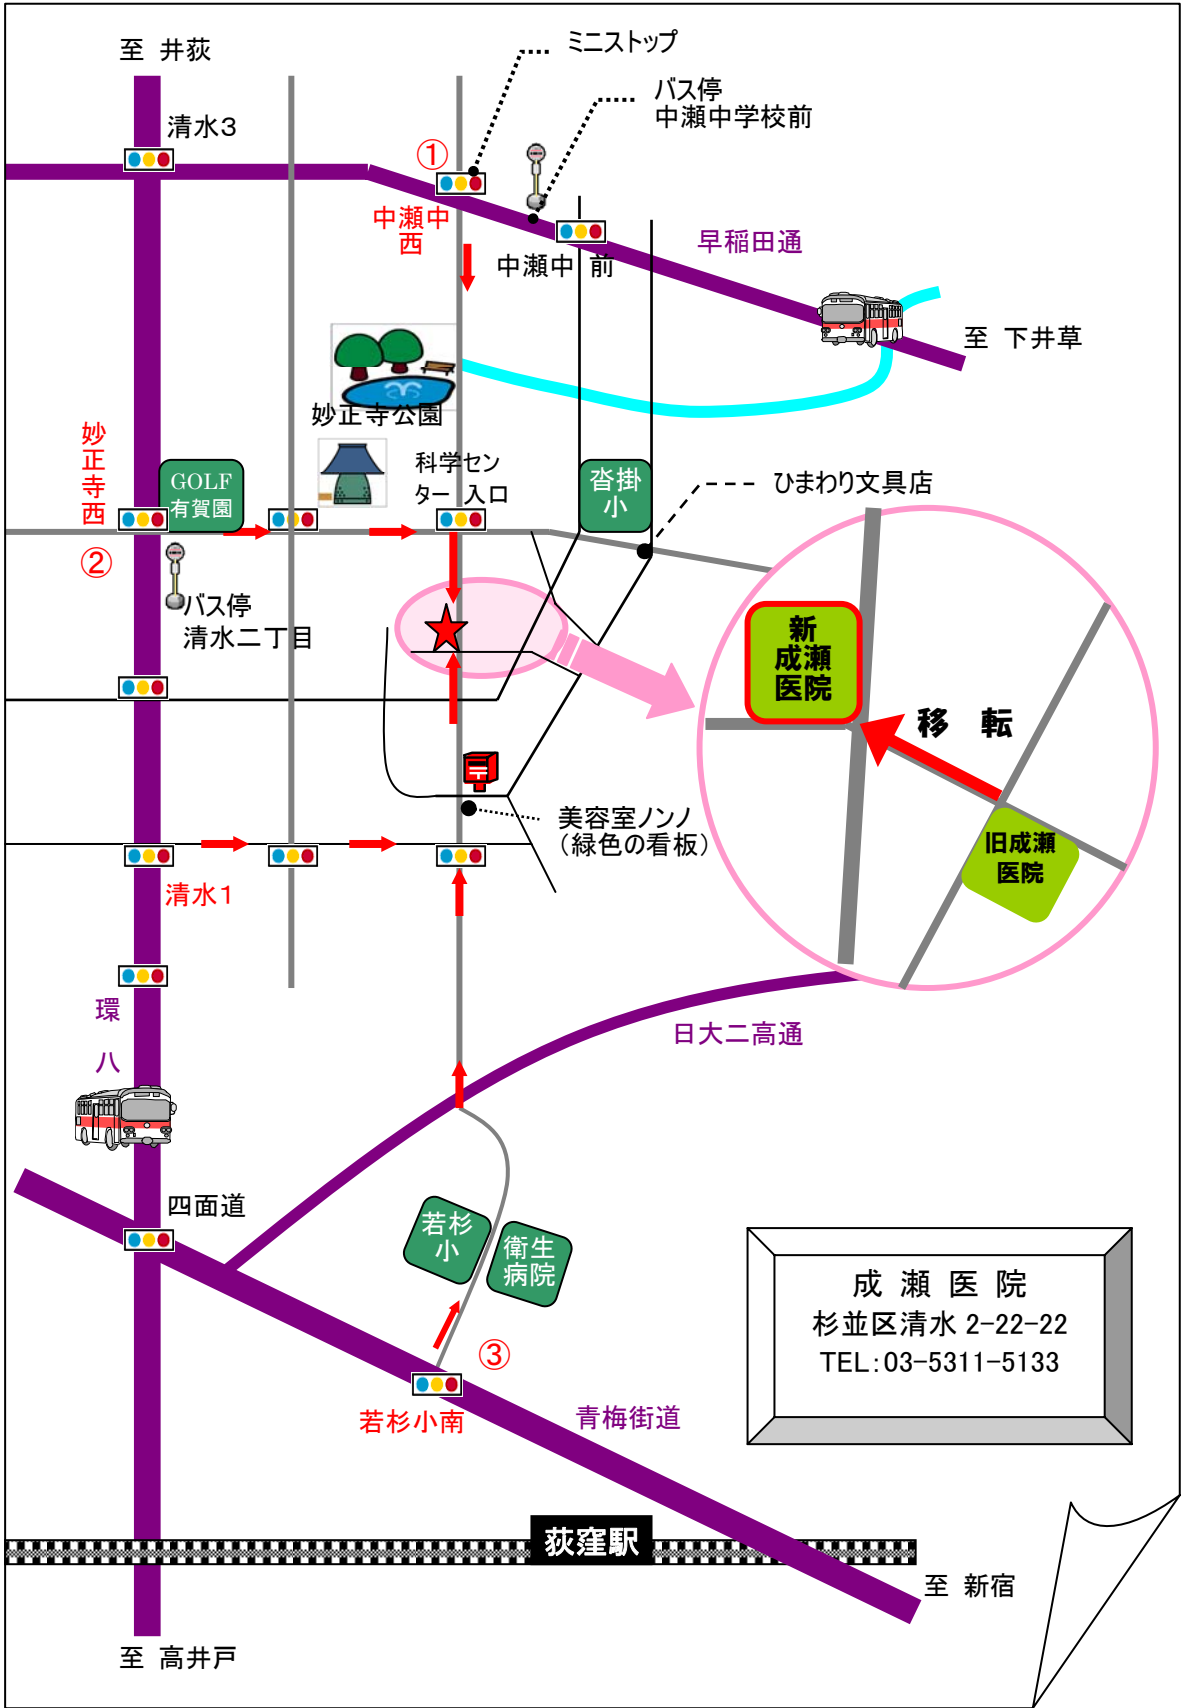 至 井荻
ミニストップ
バス停
中瀬中学校前
清水3
①
中瀬中
西
中瀬中 前
早稲田通
至 下井草
妙正寺公園
妙正寺西
GOLF
有賀園
科学セン
ター 入口
沓掛
小
ひまわり文具店
②
バス停
清水二丁目
新
成瀬
医院
移 転
旧成瀬
医院
〒
美容室ノンノ
(緑色の看板)
清水1
環
八
日大二高通
四面道
若杉
小
衛生
病院
③
若杉小南
青梅街道
成 瀬 医 院
杉並区清水 2-22-22
TEL:03-5311-5133
荻窪駅
至 新宿
至 高井戸